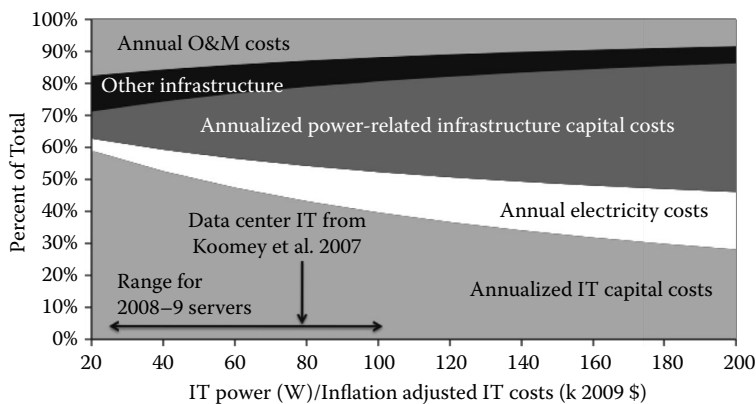 100%
90%
80%
70%
60%
50%
40%
30%
20%
10%
0%
Percent of Total
Annual O&M costs
Other infrastructure
Annualized power-related infrastructure capital costs
Annual electricity costs
Data center IT from
Koomey et al. 2007
Range for
2008–9 servers
Annualized IT capital costs
20 40 60 80 100 120 140 160 180 200
IT power (W)/Inflation adjusted IT costs (k 2009 $)